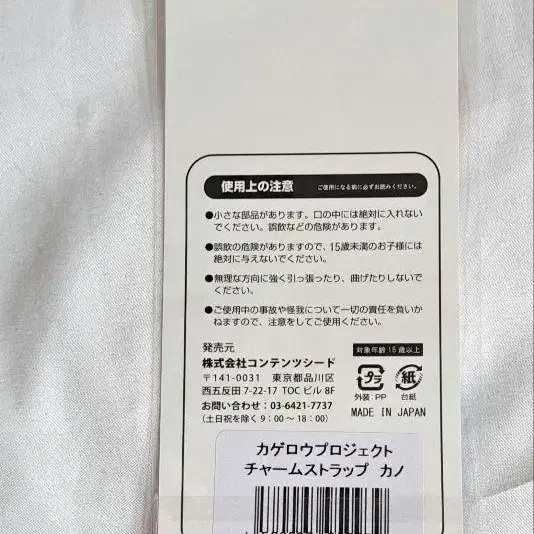 使用上の注意 ご使用になる前に必ずお読みください。
●小さな部品があります。口の中には絶対に入れない
でください。誤飲などの危険があります。
●誤飲の危険がありますので、15歳未満のお子様には
絶対に与えないでください。
●無理な方向に強く引っ張ったり、曲げたりしないで
ください。
●ご使用中の事故や怪我について一切の責任を負いか
ねますので、注意をしてご使用ください。
発売元
株式会社コンテンツシード
〒141-0031 東京都品川区
西五反田 7-22-17 TOCビル 8F
お問い合わせ：03-6421-7737
（土日祝を除く 9：00～18：00）
対象年齢15歳以上
プラ 紙
外装：PP 台紙
MADE IN JAPAN
カゲロウプロジェクト
チャームストラップ カノ